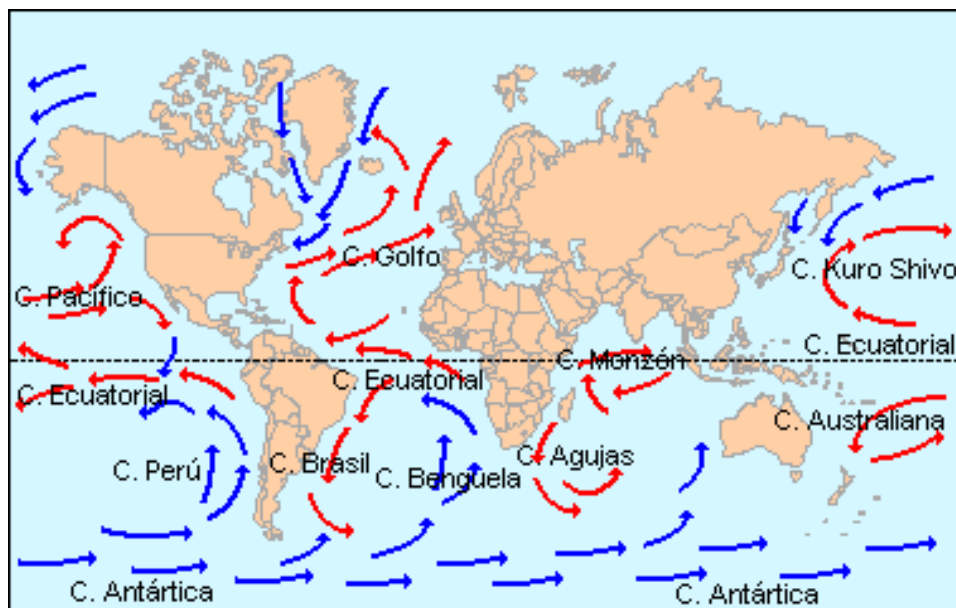 C. Golfo
C. Kuro Shivo
C. Pacifico
C. Ecuatorial
C. Monzón
C. Ecuatorial
C. Ecuatorial
C. Australiana
C. Perú
C. Brasil
C. Benguela
C. Agujas
C. Antártica
C. Antártica